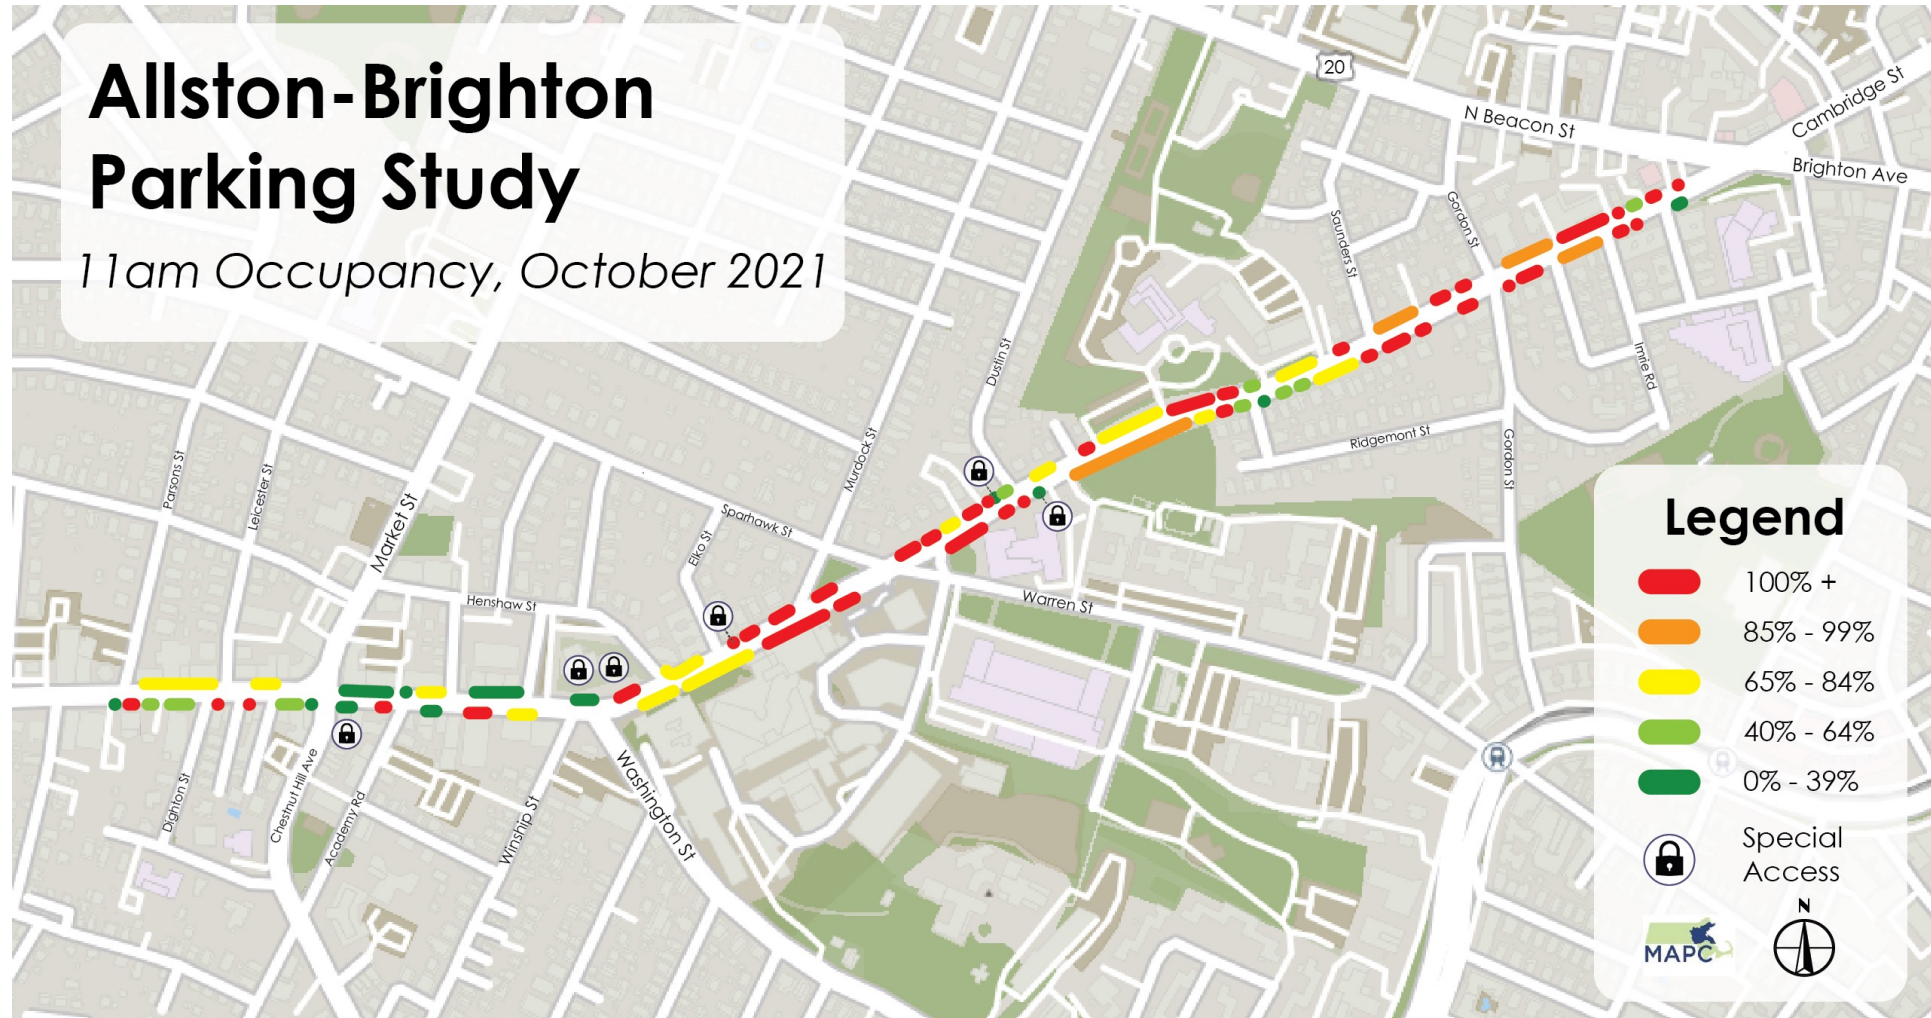 Allston-Brighton
Parking Study
11am Occupancy, October 2021
20
N Beacon St
Cambridge St
Brighton Ave
Gordon St
Saunders St
Dustin St
Imrie Rd
Ridgemont St
Gordon St
Murdock St
Parsons St
Leicester St
Market St
Sparhawk St
Elko St
Henshaw St
Warren St
Washington St
Winship St
Academy Rd
Chestnut Hill Ave
Dighton St
Legend
100% +
85% - 99%
65% - 84%
40% - 64%
0% - 39%
Special
Access
N
MAPC